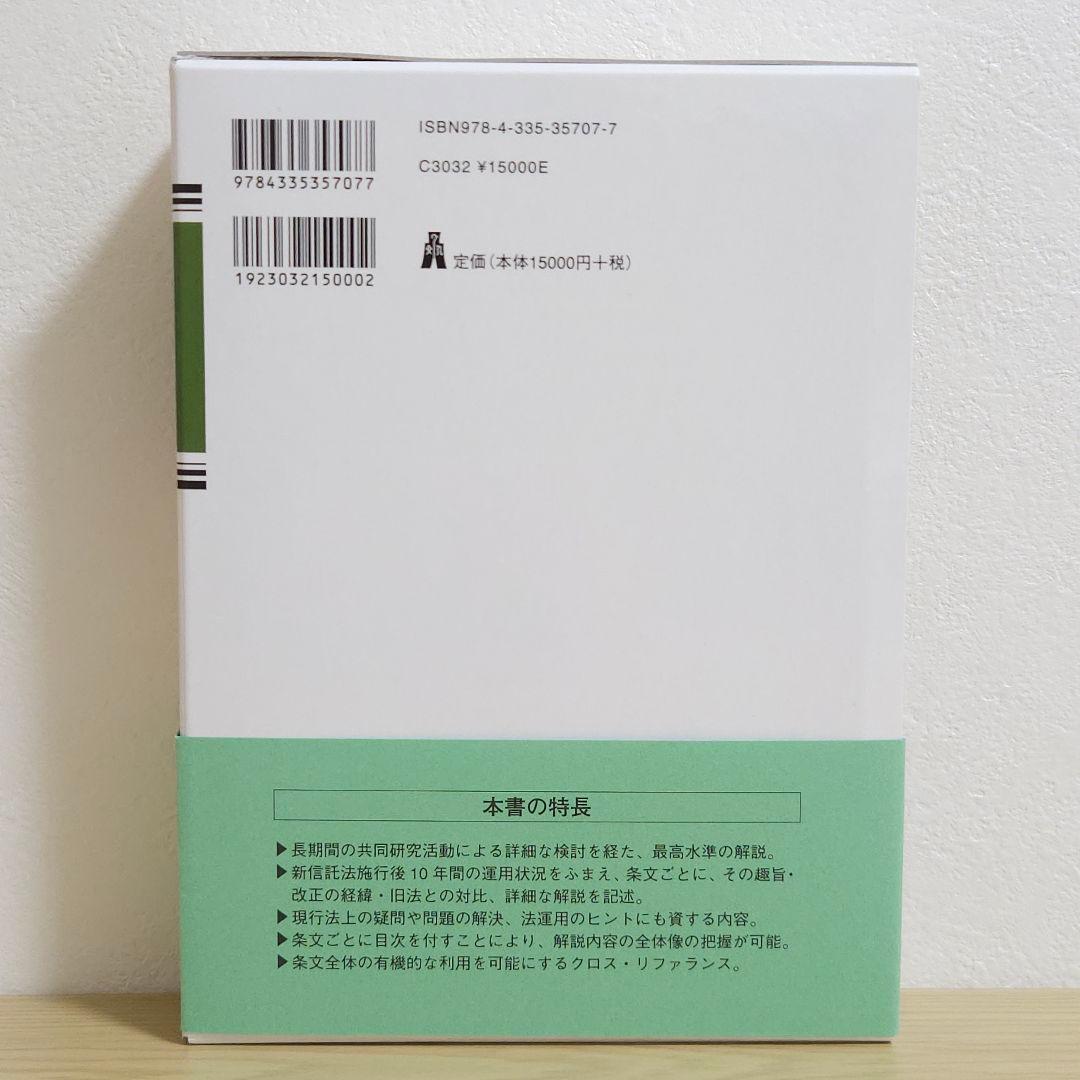 ISBN978-4-335-35707-7
C3032 ¥15000E
9784335357077
1923032150002
定価(本体15000円＋税)
本書の特長
▶長期間の共同研究活動による詳細な検討を経た、最高水準の解説。
▶新信託法施行後10年間の運用状況をふまえ、条文ごとに、その趣旨・
改正の経緯・旧法との対比、詳細な解説を記述。
▶現行法上の疑問や問題の解決、法運用のヒントにも資する内容。
▶条文ごとに目次を付すことにより、解説内容の全体像の把握が可能。
▶条文全体の有機的な利用を可能にするクロス・リファランス。